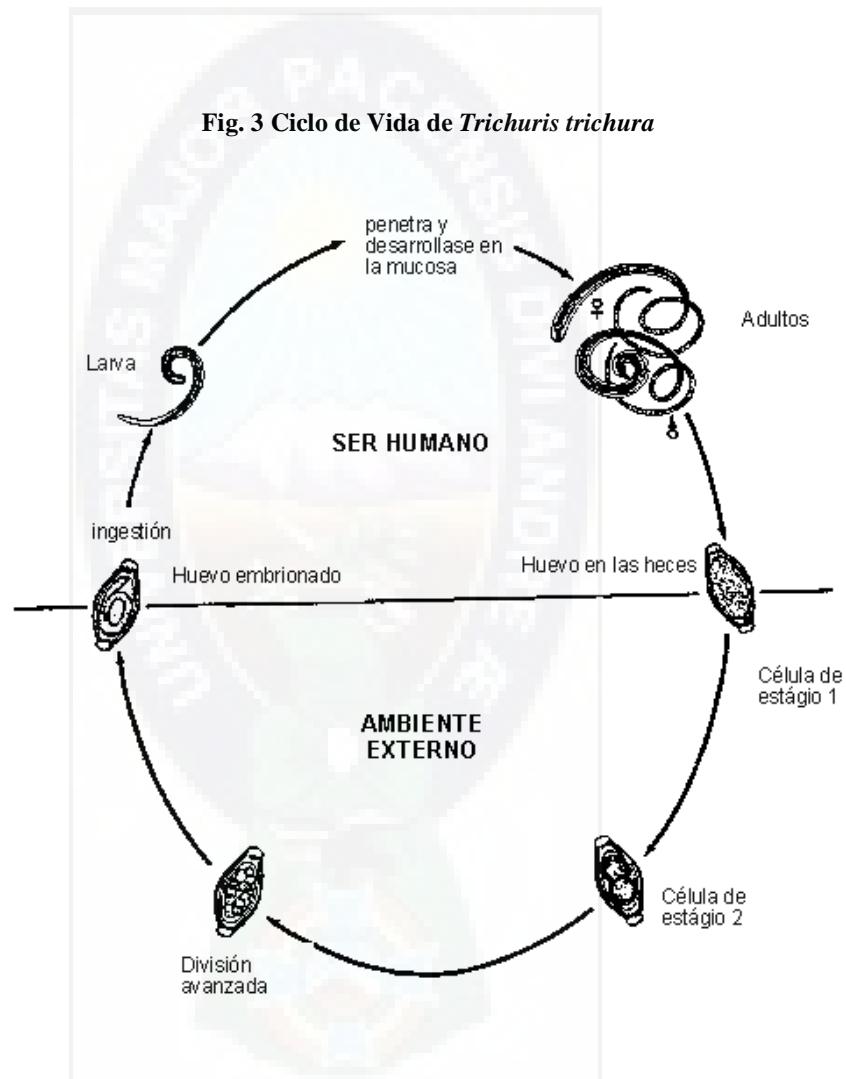 Fig. 3 Ciclo de Vida de Trichuris trichura
penetra y
desarrollase en
la mucosa
Adultos
Larva
SER HUMANO
ingestión
Huevo embrionado
Huevo en las heces
Célula de
estágio 1
AMBIENTE
EXTERNO
Célula de
estágio 2
División
avanzada